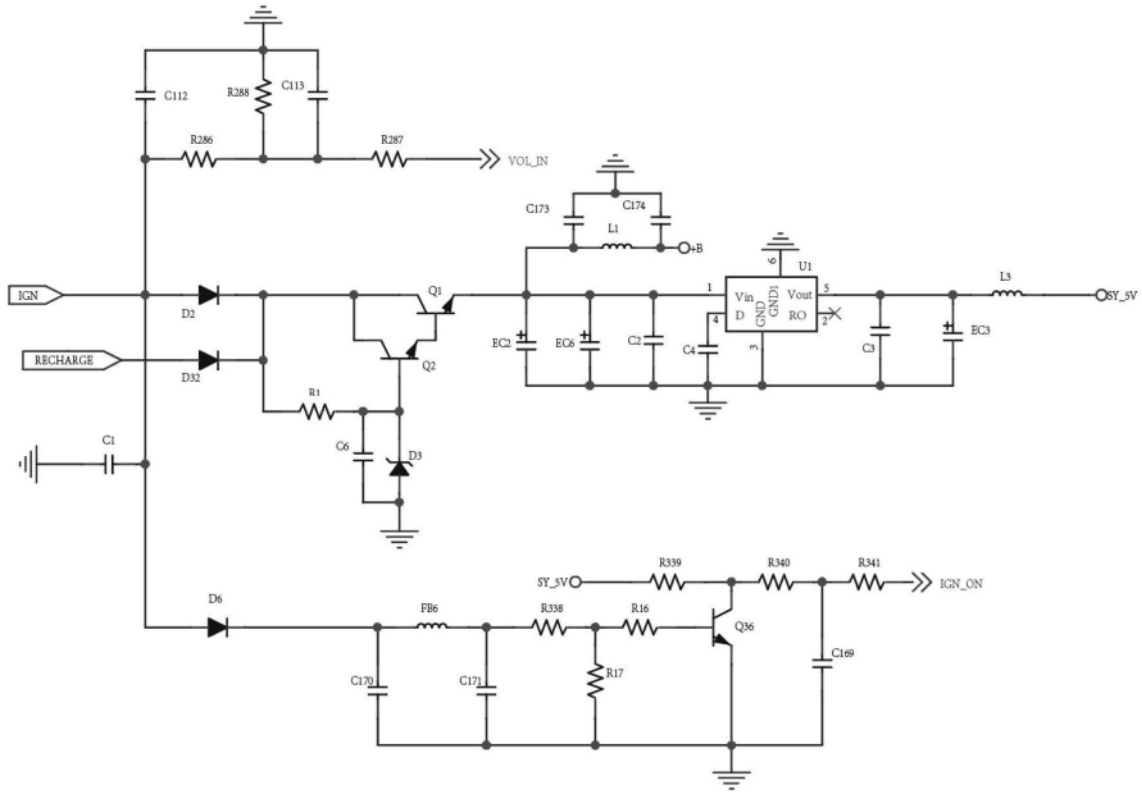 C112
R288
C113
R286
R287
VOL_IN
C173
C174
L1
+B
IGN
D2
Q1
6
U1
1
Vin
GND1
Vout
5
L3
SY_5V
4
D
GND
RO
2
RECHARGE
D32
Q2
EC2
EC6
C2
C4
3
C3
EC3
R1
C6
D3
C1
SY_5V
R339
R340
R341
IGN_ON
D6
FB6
R338
R16
Q36
C170
C171
R17
C169